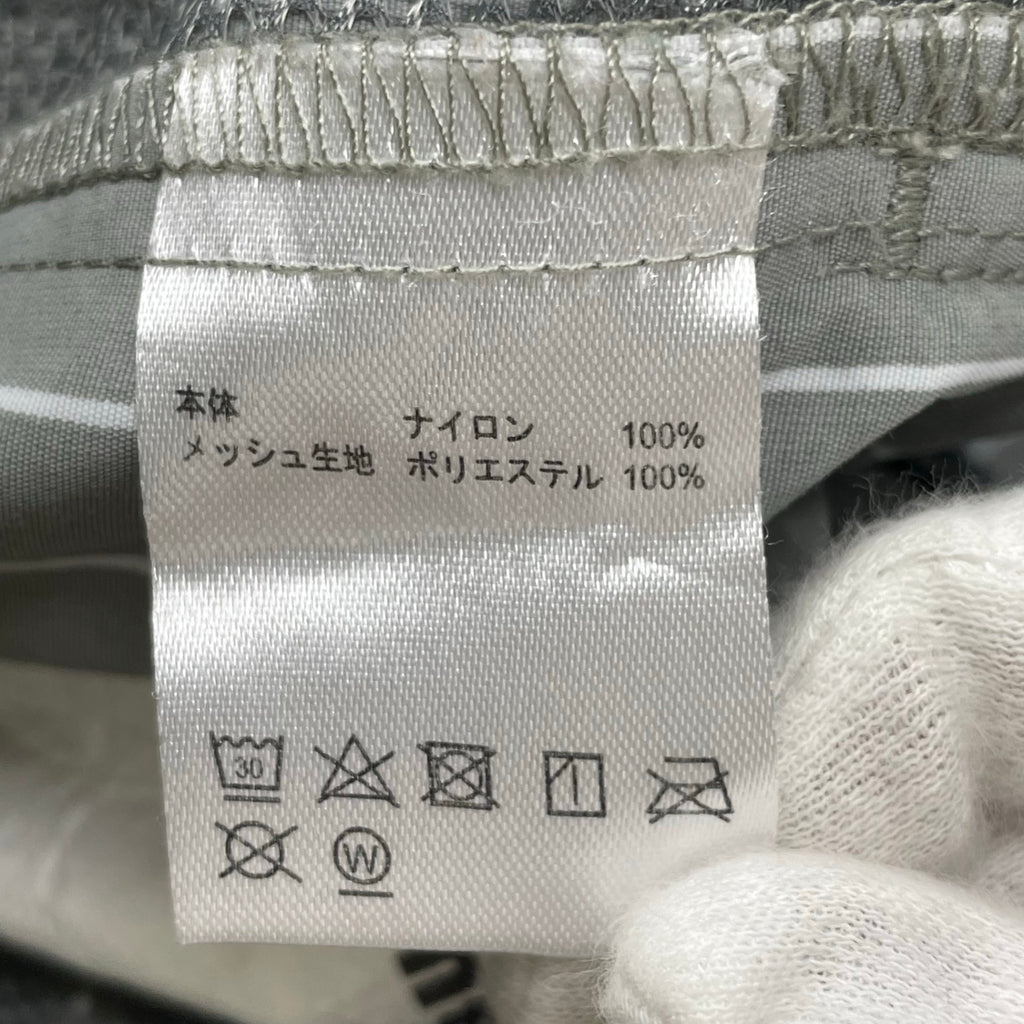 本体 ナイロン 100%
メッシュ生地 ポリエステル 100%
30
W